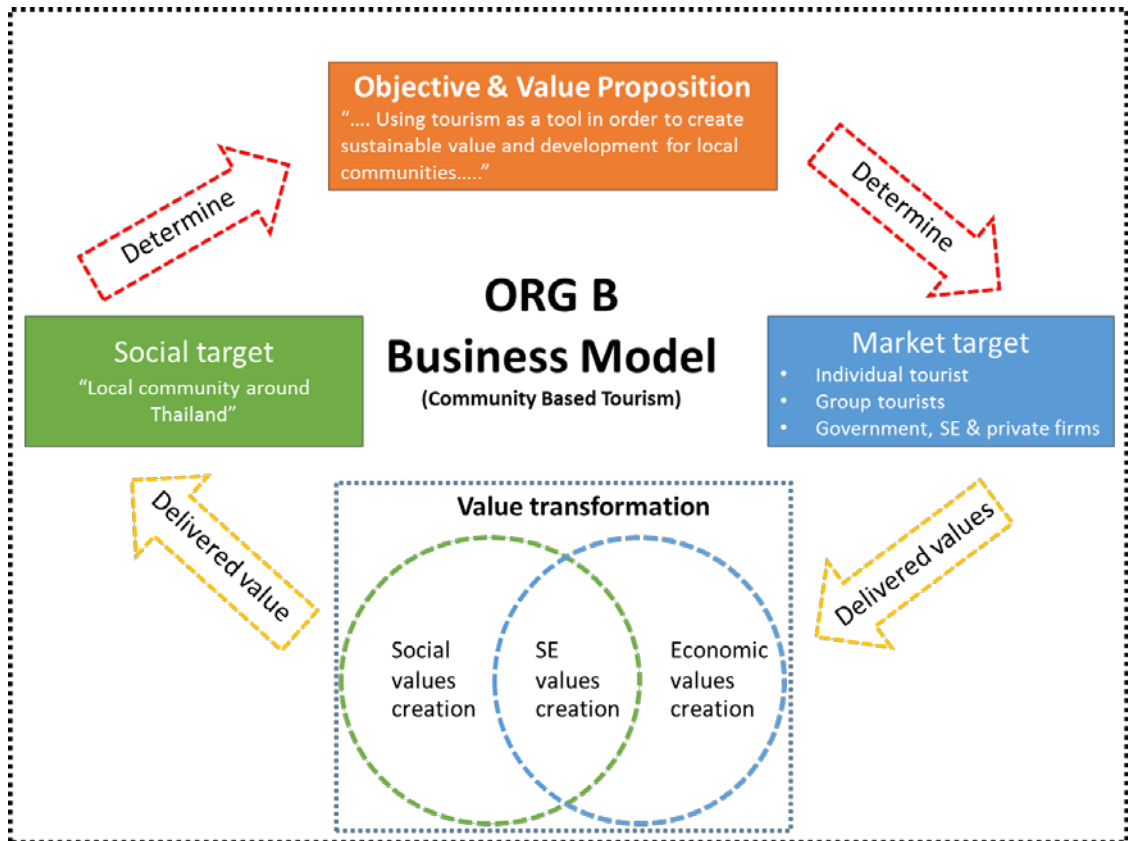 Objective & Value Proposition
“.... Using tourism as a tool in order to create
sustainable value and development for local
communities.....”
Determine
Determine
ORG B
Business Model
(Community Based Tourism)
Social target
“Local community around
Thailand”
Market target
• Individual tourist
• Group tourists
• Government, SE & private firms
Delivered value
Delivered values
Value transformation
Social
values
creation
SE
values
creation
Economic
values
creation